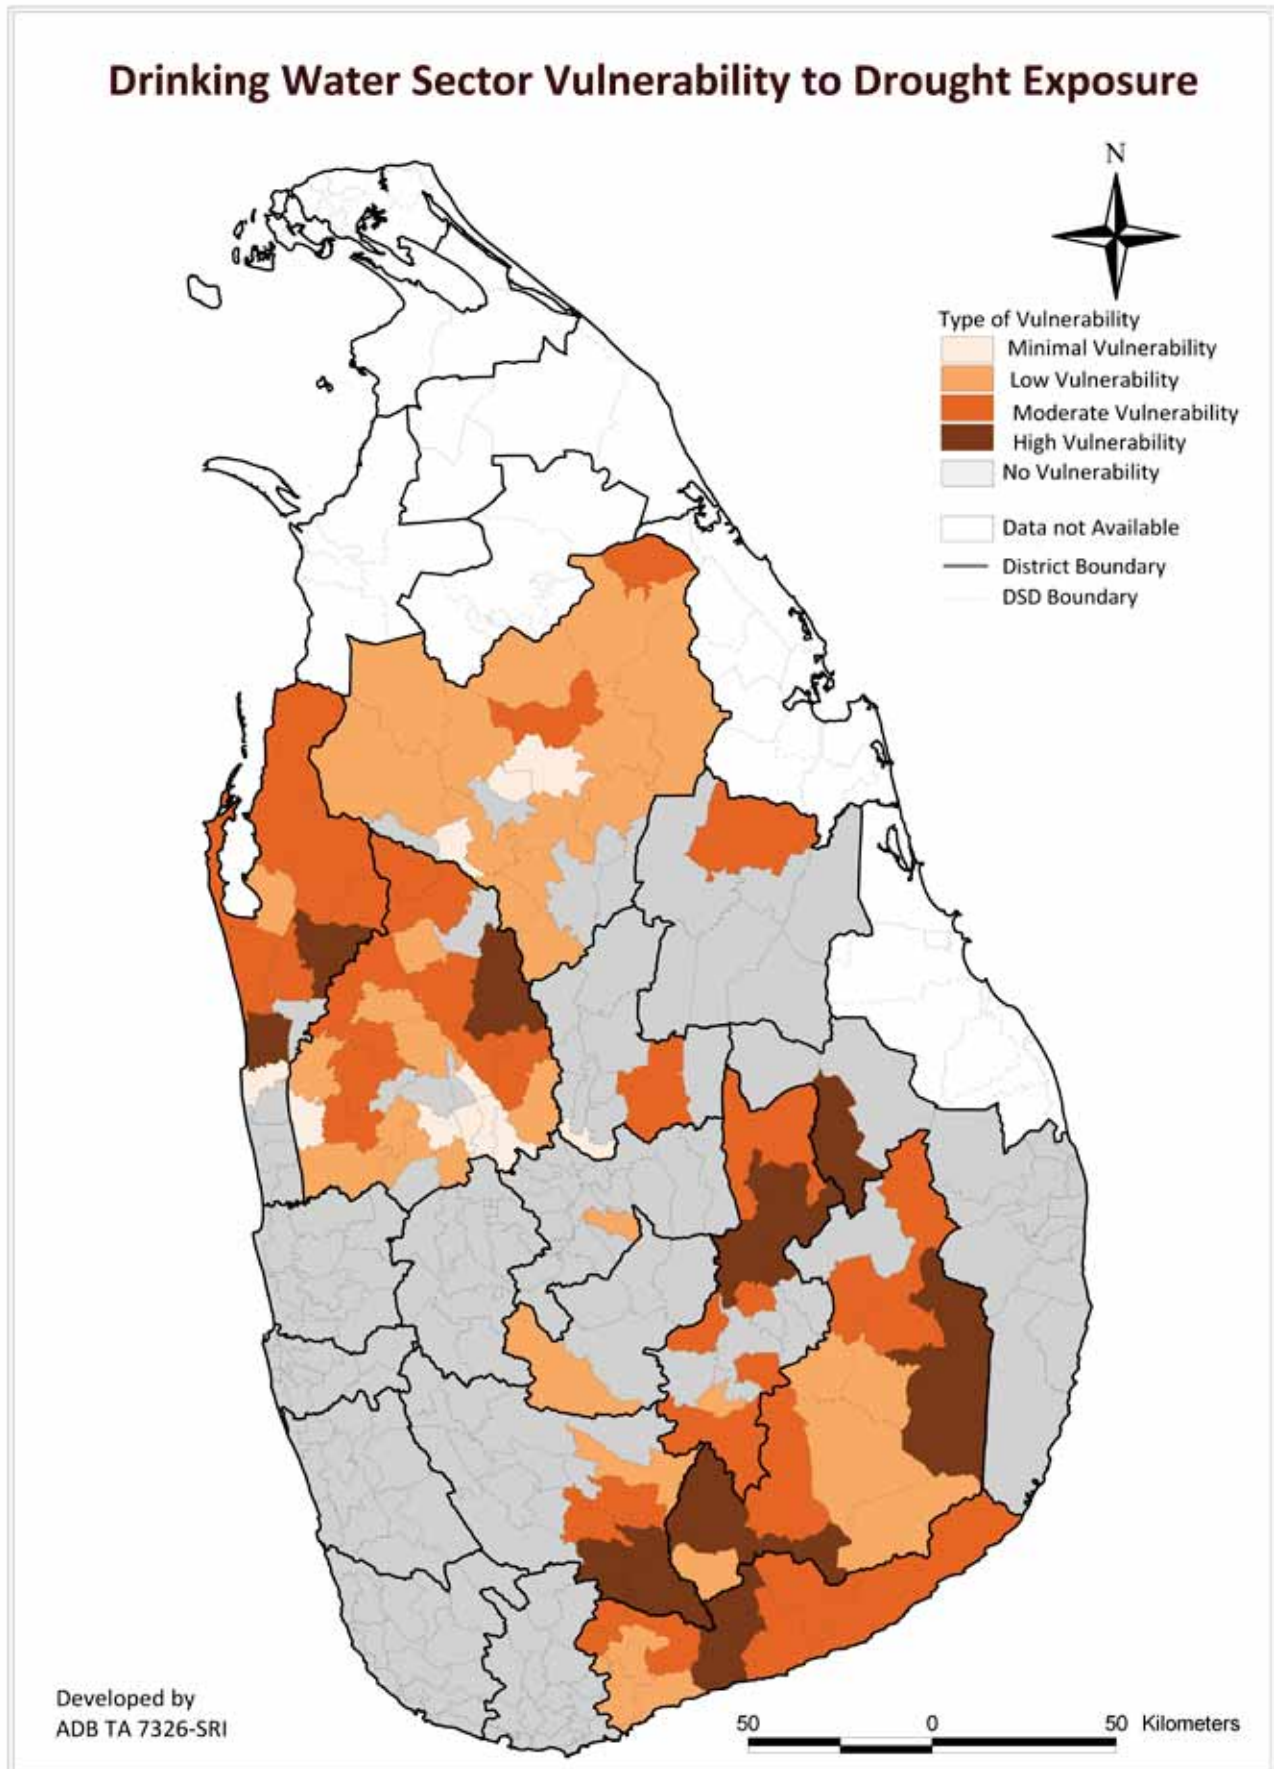 Drinking Water Sector Vulnerability to Drought Exposure
N
Type of Vulnerability
Minimal Vulnerability
Low Vulnerability
Moderate Vulnerability
High Vulnerability
No Vulnerability
Data not Available
District Boundary
DSD Boundary
Developed by
ADB TA 7326-SRI
50 0 50 Kilometers